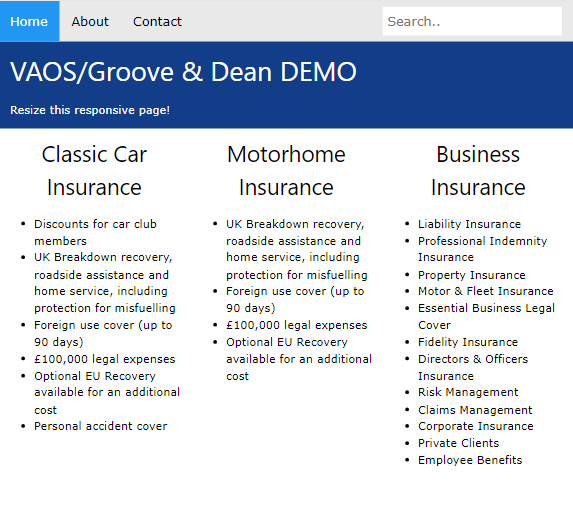 Home About Contact Search..
VAOS/Groove & Dean DEMO
Resize this responsive page!
Classic Car
Insurance
• Discounts for car club
members
• UK Breakdown recovery,
roadside assistance and
home service, including
protection for misfuelling
• Foreign use cover (up to
90 days)
• £100,000 legal expenses
• Optional EU Recovery
available for an additional
cost
• Personal accident cover
Motorhome
Insurance
• UK Breakdown recovery,
roadside assistance and
home service, including
protection for misfuelling
• Foreign use cover (up to
90 days)
• £100,000 legal expenses
• Optional EU Recovery
available for an additional
cost
Business
Insurance
• Liability Insurance
• Professional Indemnity
Insurance
• Property Insurance
• Motor & Fleet Insurance
• Essential Business Legal
Cover
• Fidelity Insurance
• Directors & Officers
Insurance
• Risk Management
• Claims Management
• Corporate Insurance
• Private Clients
• Employee Benefits